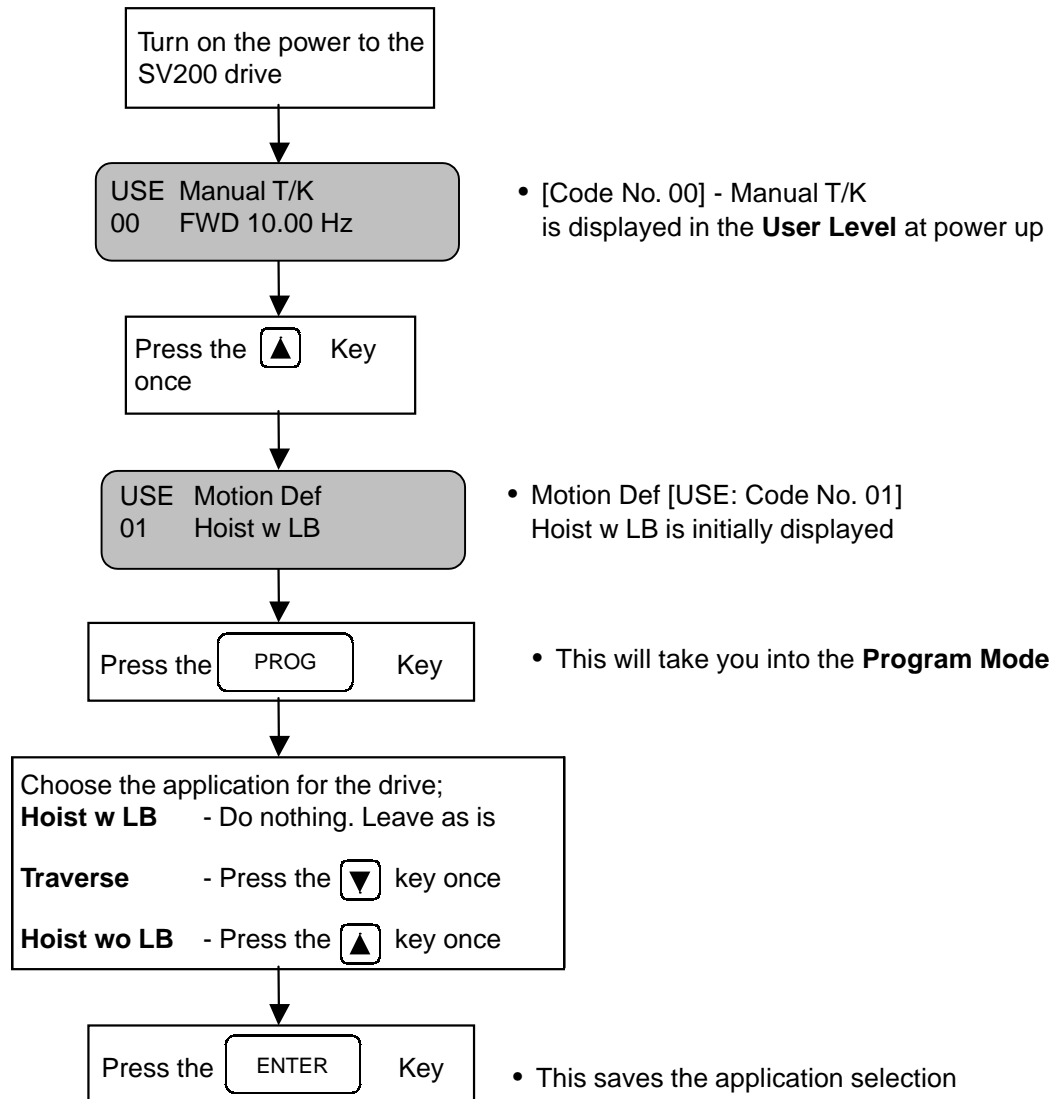 Turn on the power to the
SV200 drive
USE Manual T/K
00 FWD 10.00 Hz
• [Code No. 00] - Manual T/K
is displayed in the User Level at power up
Press the ▲ Key
once
USE Motion Def
01 Hoist w LB
• Motion Def [USE: Code No. 01]
Hoist w LB is initially displayed
Press the PROG Key
• This will take you into the Program Mode
Choose the application for the drive;
Hoist w LB - Do nothing. Leave as is
Traverse - Press the ▼ key once
Hoist wo LB - Press the ▲ key once
Press the ENTER Key
• This saves the application selection